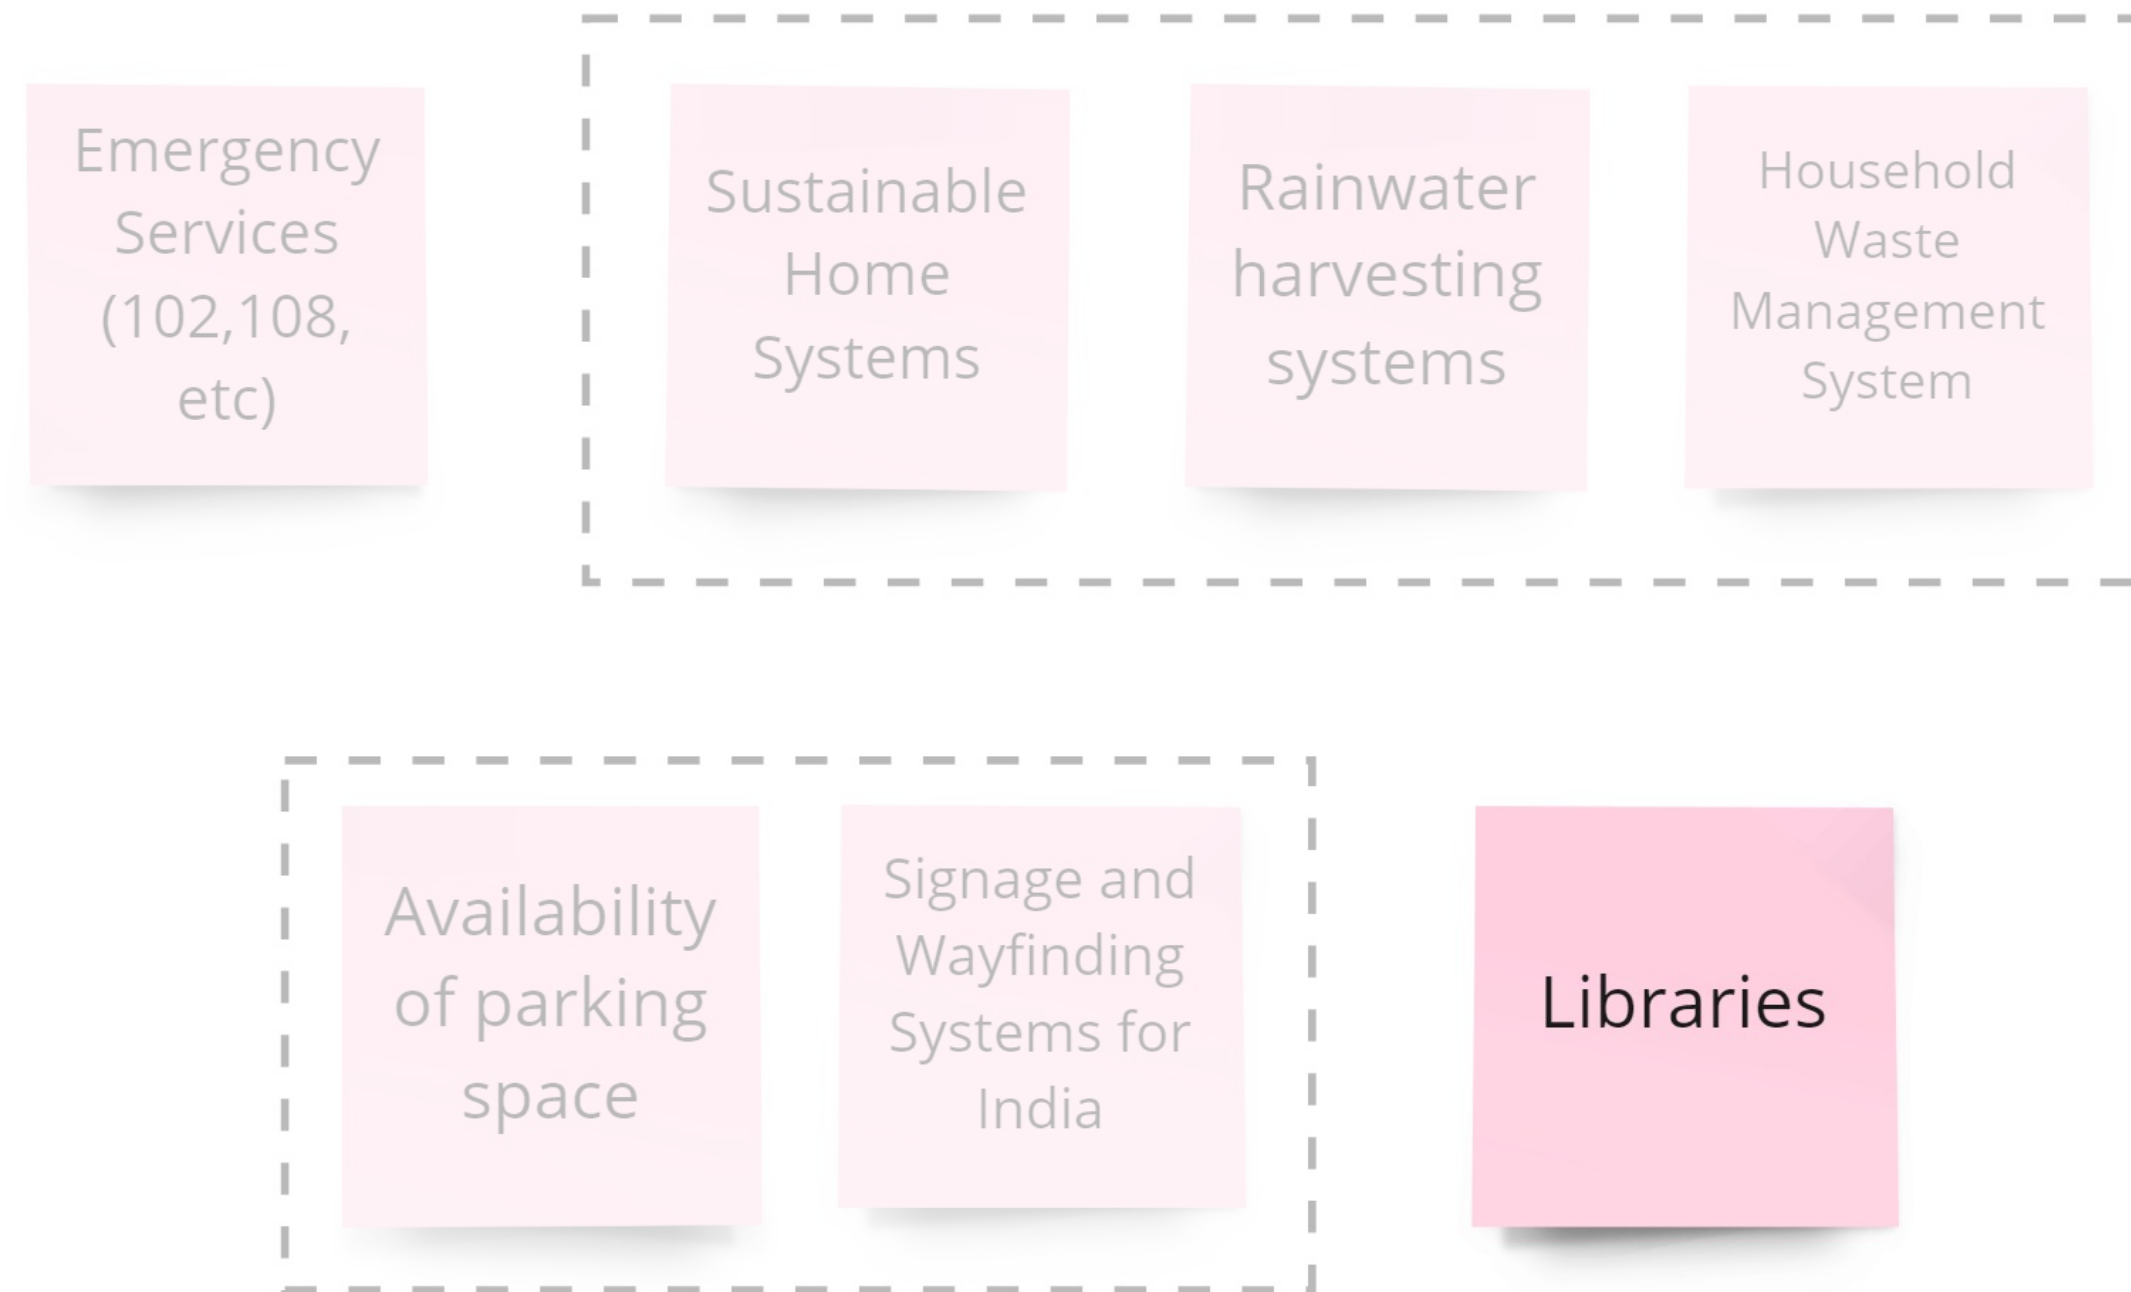 Emergency
Services
(102,108,
etc)
Sustainable
Home
Systems
Rainwater
harvesting
systems
Household
Waste
Management
System
Availability
of parking
space
Signage and
Wayfinding
Systems for
India
Libraries